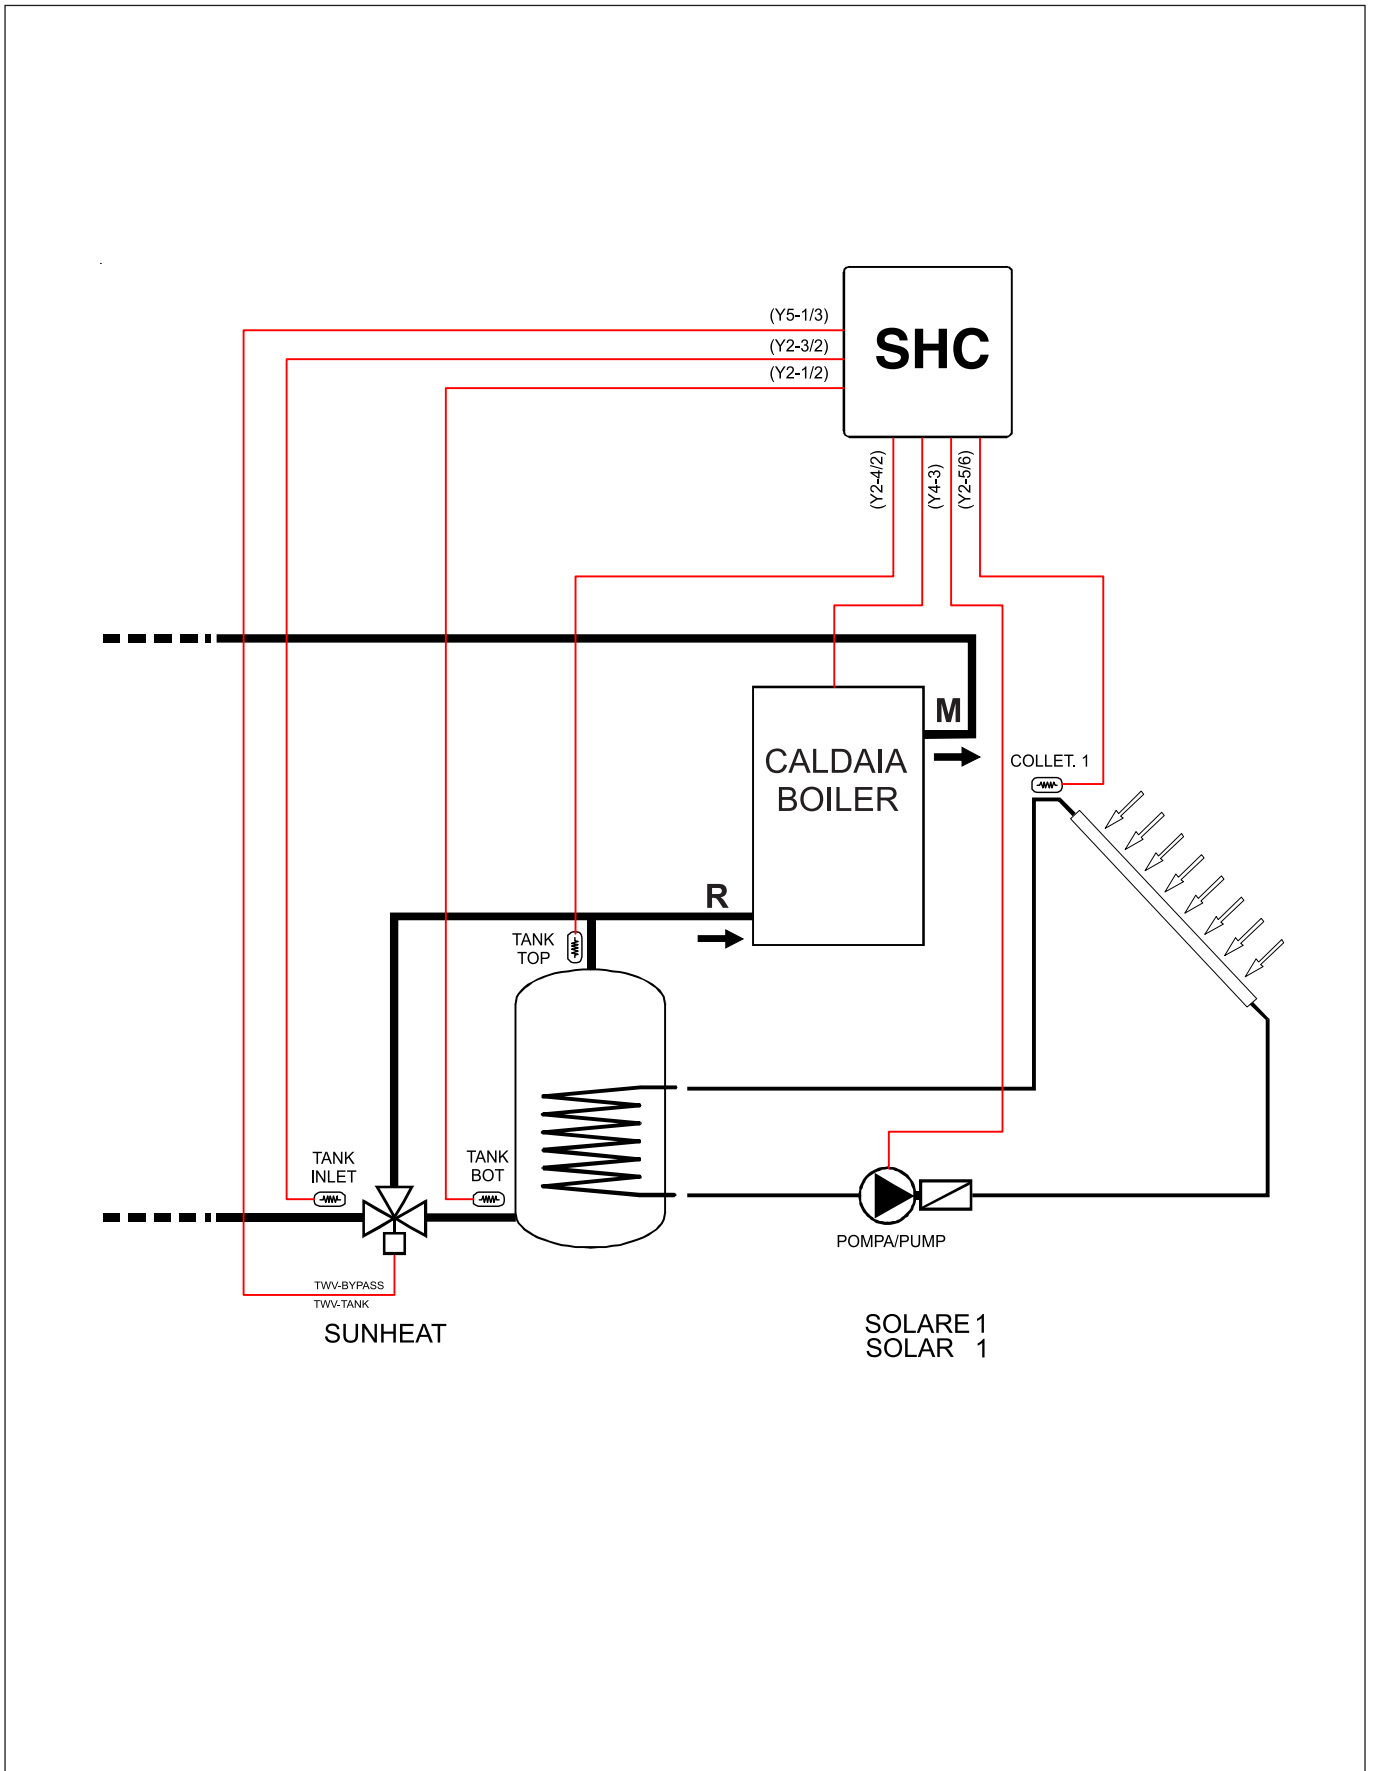 (Y5-1/3)
(Y2-3/2)
(Y2-1/2)
SHC
(Y2-4/2)
(Y4-3)
(Y2-5/6)
M
CALDAIA
BOILER
COLLET. 1
R
TANK
TOP
TANK
INLET
TANK
BOT
POMPA/PUMP
TWV-BYPASS
TWV-TANK
SUNHEAT
SOLARE 1
SOLAR 1